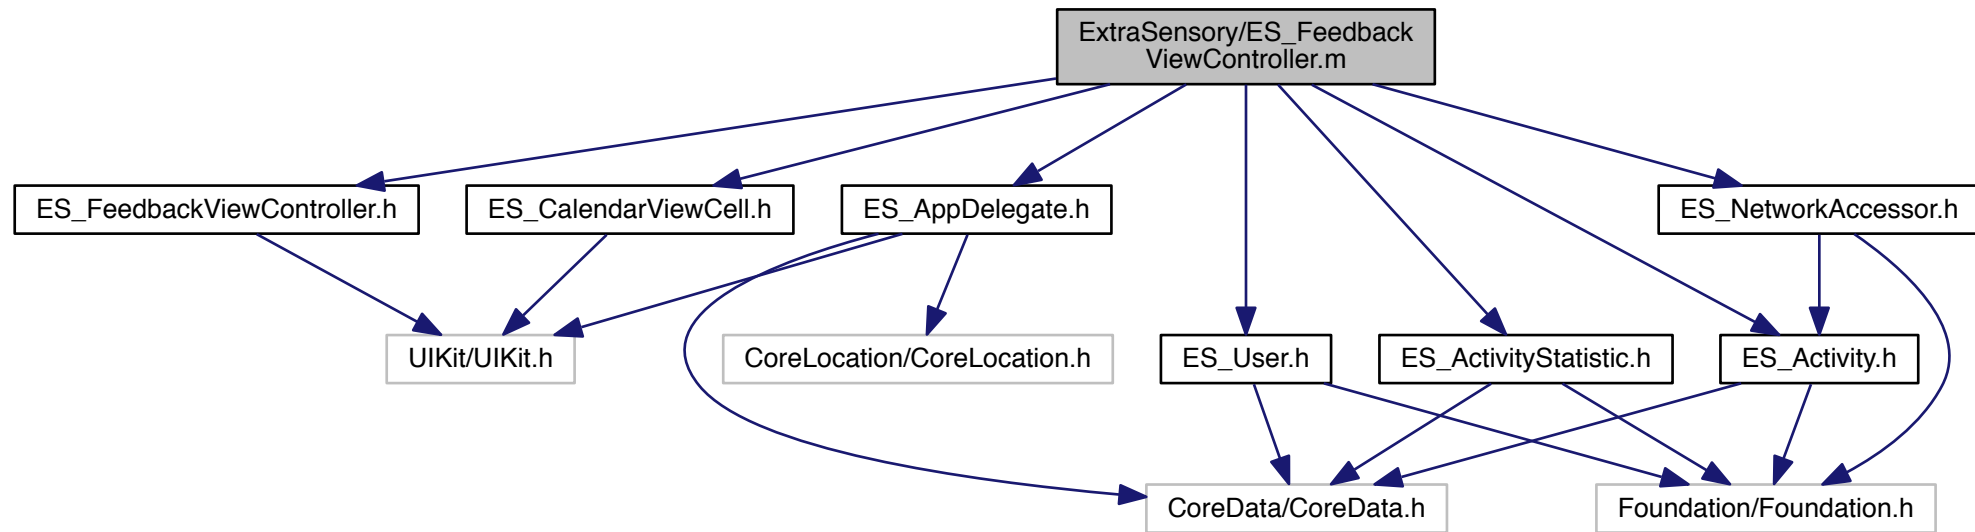 ExtraSensory/ES_Feedback
ViewController.m
ES_FeedbackViewController.h
ES_CalendarViewCell.h
ES_AppDelegate.h
ES_NetworkAccessor.h
UIKit/UIKit.h
CoreLocation/CoreLocation.h
ES_User.h
ES_ActivityStatistic.h
ES_Activity.h
CoreData/CoreData.h
Foundation/Foundation.h